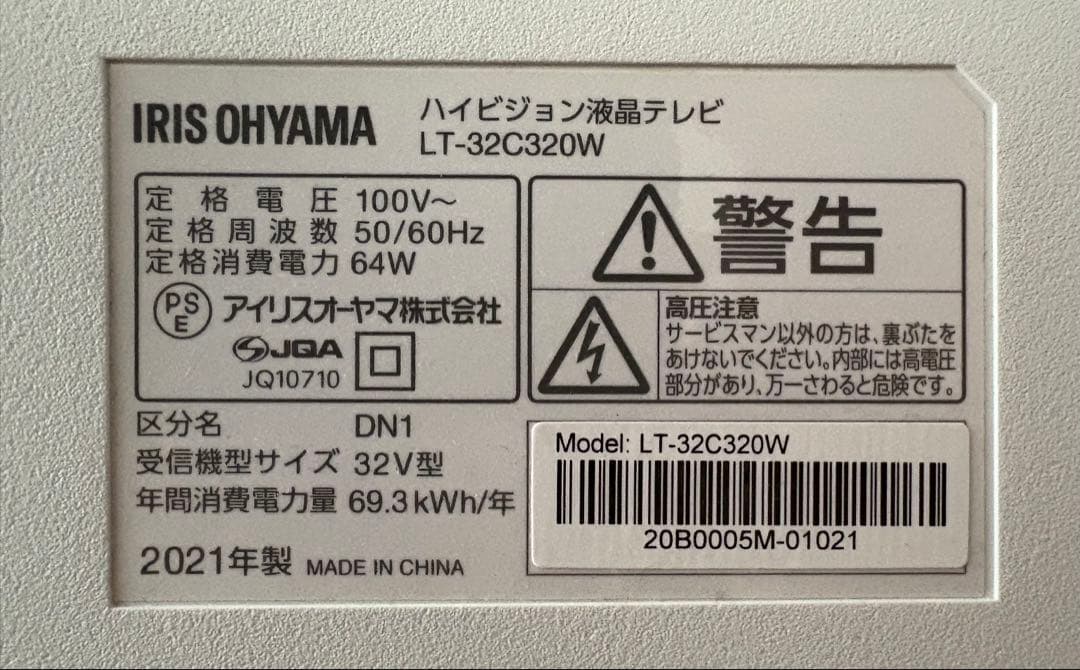 IRIS OHYAMA
ハイビジョン液晶テレビ
LT-32C320W
定格電圧 100V～
定格周波数 50/60Hz
定格消費電力 64W
PSE アイリスオーヤマ株式会社
JQA
JQ10710
警告
高圧注意
サービスマン以外の方は、裏ぶたを
あけないでください。内部には高電圧
部分があり、万一さわると危険です。
区分名 DN1
受信機型サイズ 32V型
年間消費電力量 69.3kWh/年
2021年製 MADE IN CHINA
Model: LT-32C320W
20B0005M-01021